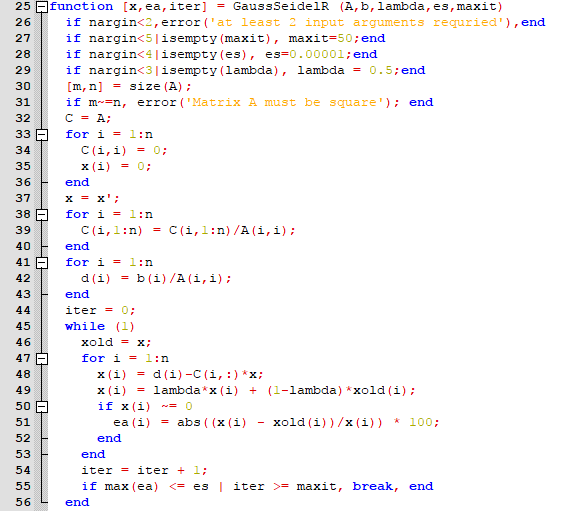 25 function [x,ea,iter] = GaussSeidelR (A,b,lambda,es,maxit)
26 if nargin<2,error('at least 2 input arguments requried'),end
27 if nargin<5|isempty(maxit), maxit=50;end
28 if nargin<4|isempty(es), es=0.00001;end
29 if nargin<3|isempty(lambda), lambda = 0.5;end
30 [m,n] = size(A);
31 if m~=n, error('Matrix A must be square'); end
32 C = A;
33 for i = 1:n
34 C(i,i) = 0;
35 x(i) = 0;
36 end
37 x = x';
38 for i = 1:n
39 C(i,1:n) = C(i,1:n)/A(i,i);
40 end
41 for i = 1:n
42 d(i) = b(i)/A(i,i);
43 end
44 iter = 0;
45 while (1)
46 xold = x;
47 for i = 1:n
48 x(i) = d(i)-C(i,:)*x;
49 x(i) = lambda*x(i) + (1-lambda)*xold(i);
50 if x(i) ~= 0
51 ea(i) = abs((x(i) - xold(i))/x(i)) * 100;
52 end
53 end
54 iter = iter + 1;
55 if max(ea) <= es | iter >= maxit, break, end
56 end